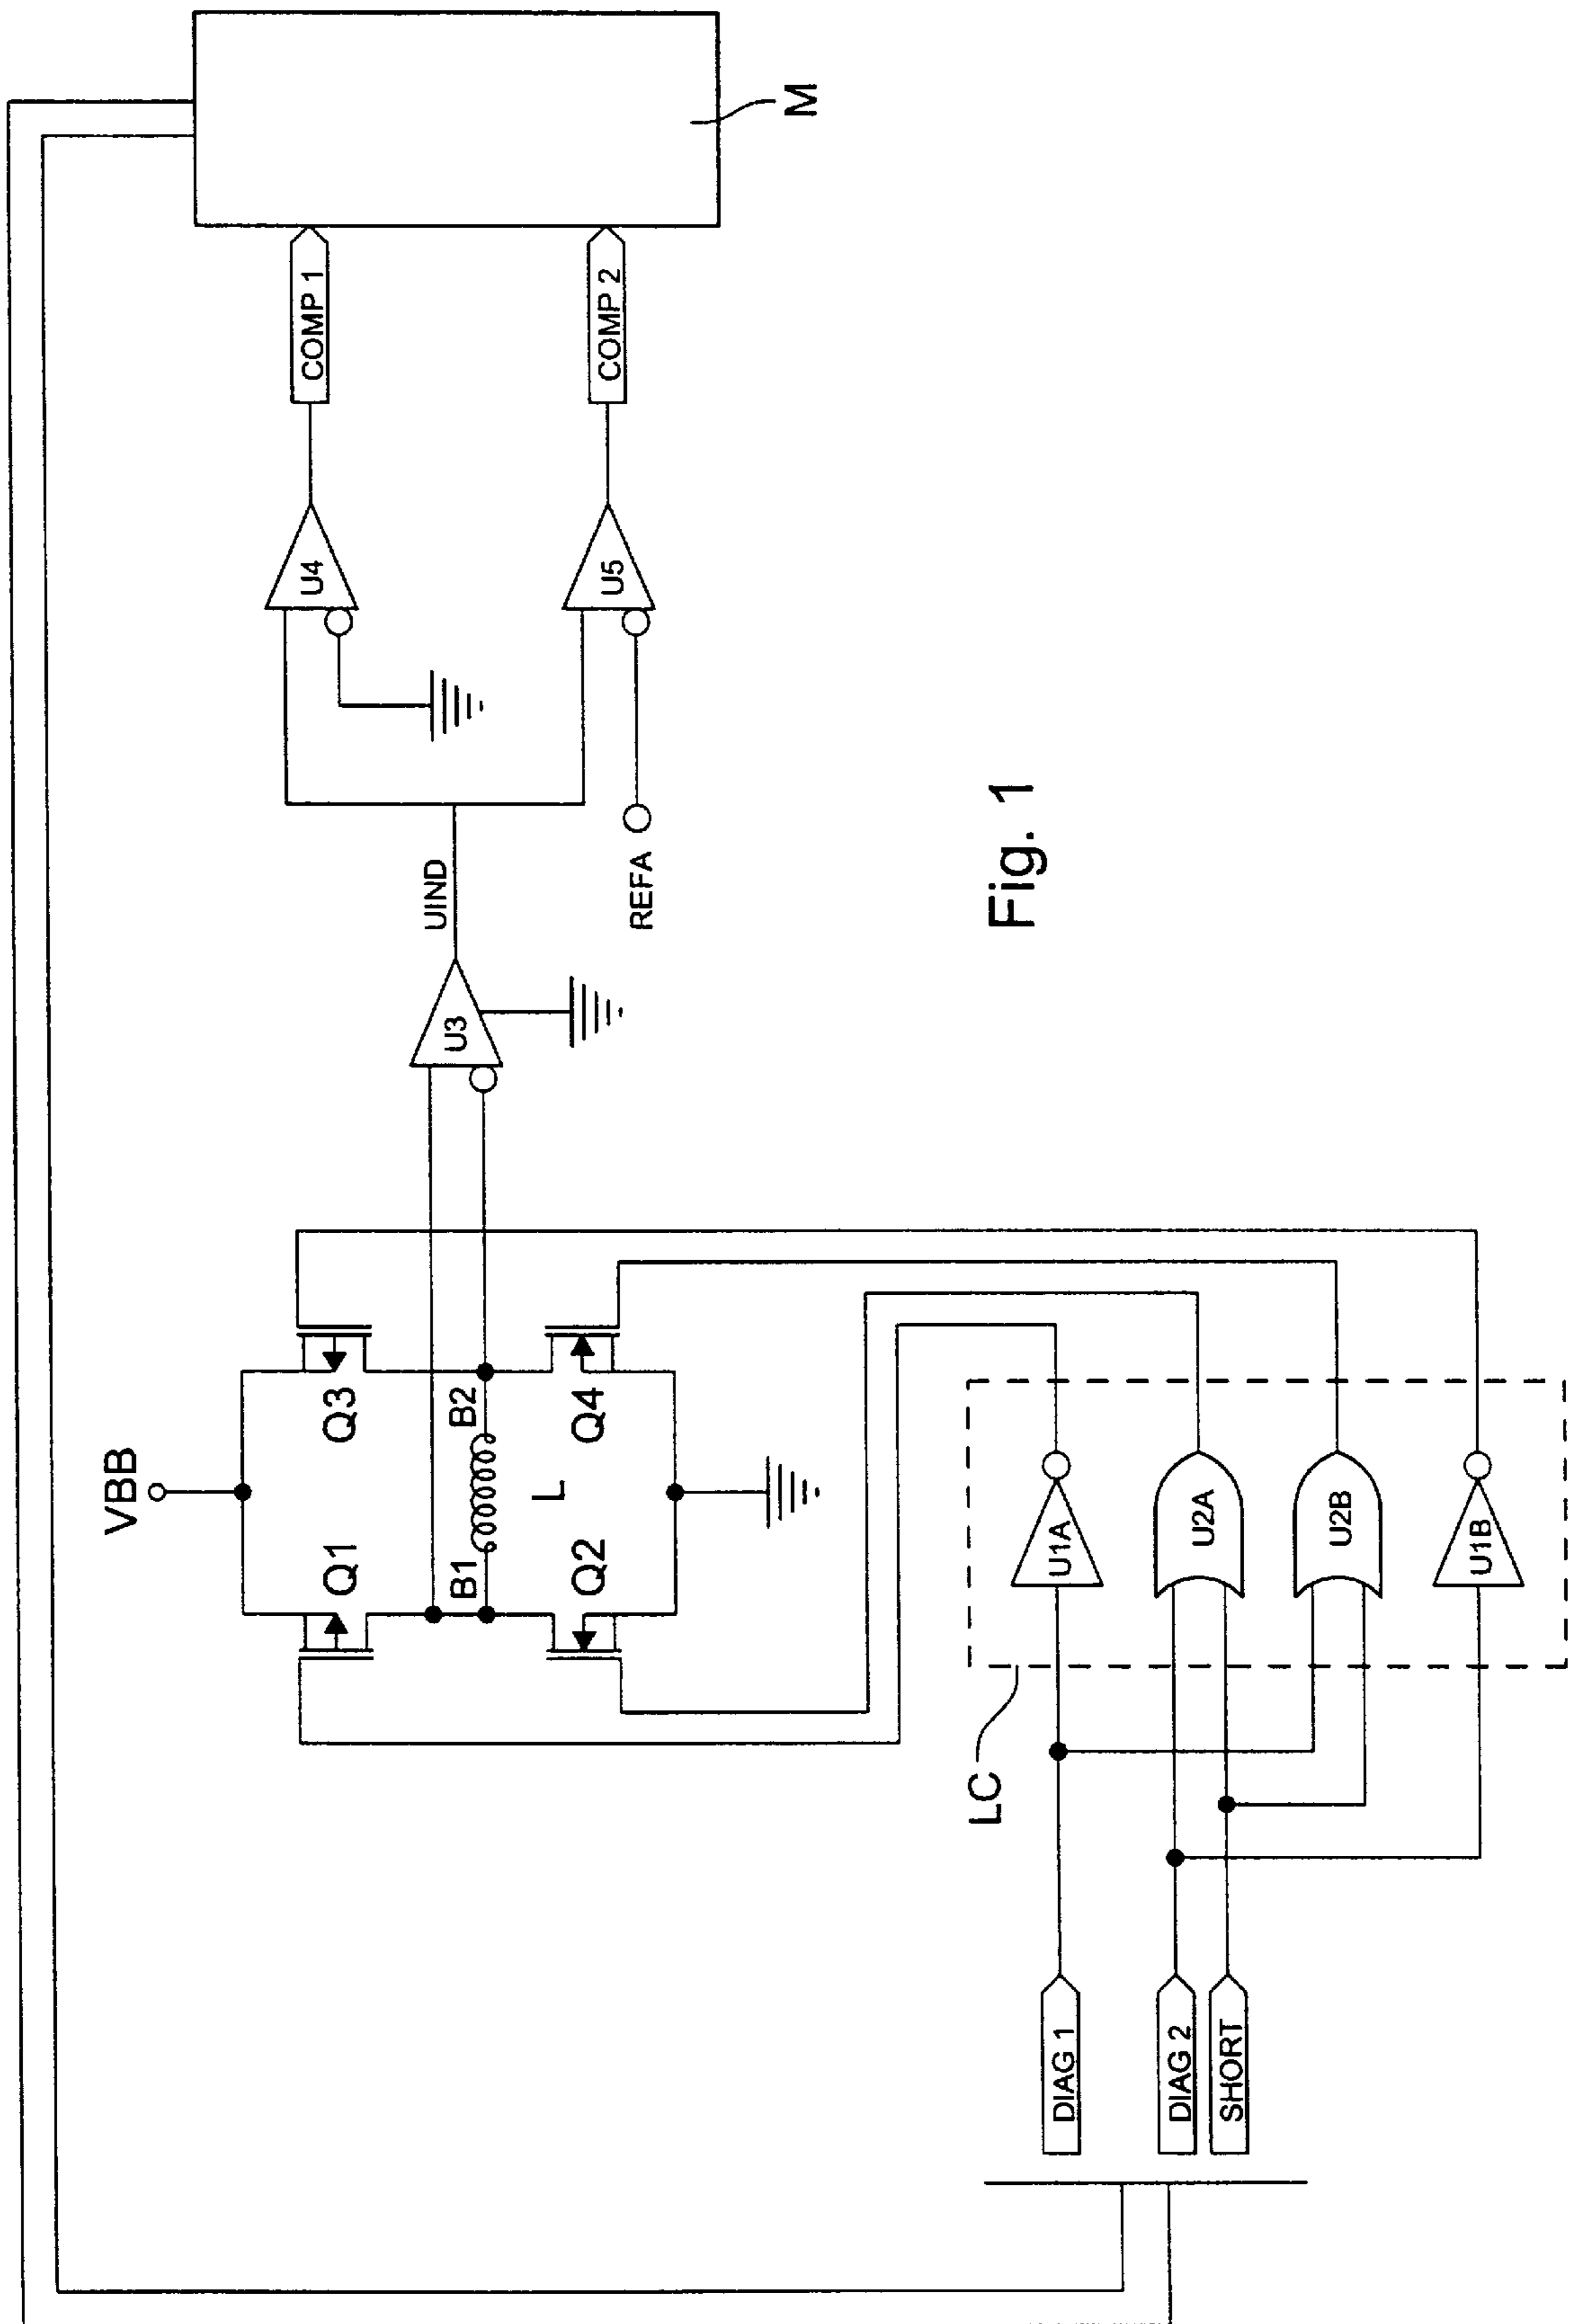 VBB
Q1
Q3
B1
B2
L
Q2
Q4
U3
UIND
REFA
U4
U5
COMP 1
COMP 2
M
DIAG 1
DIAG 2
SHORT
LC
U1A
U2A
U2B
U1B
Fig. 1